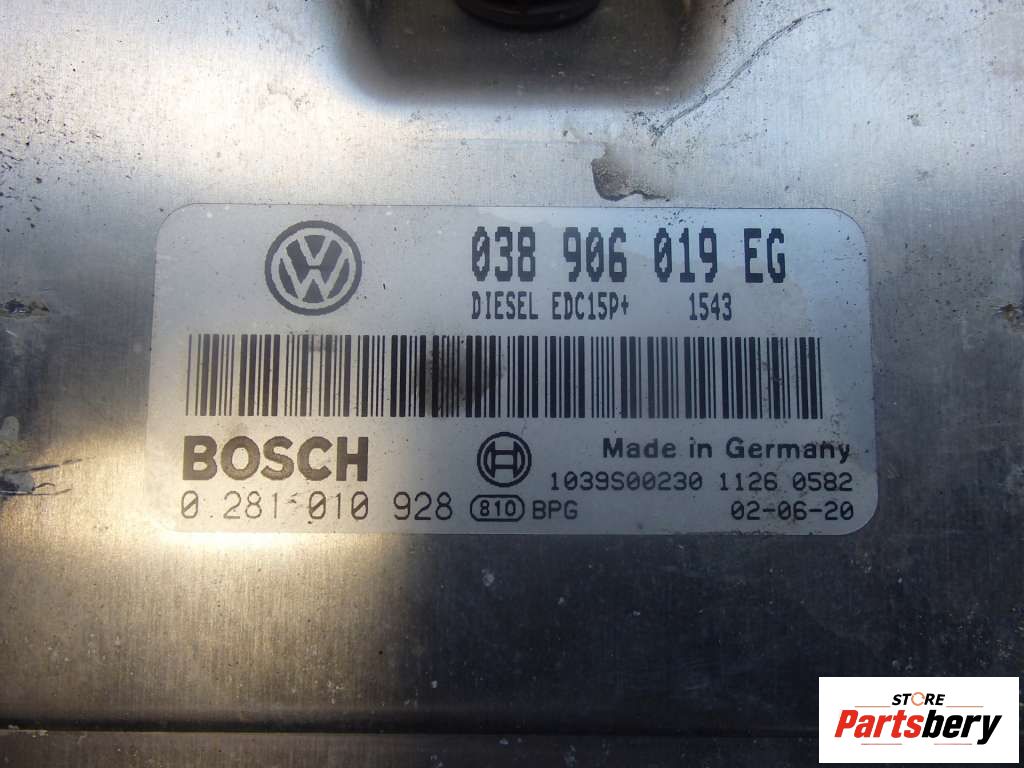 VW
038 906 019 EG
DIESEL EDC15P+ 1543
BOSCH
Made in Germany
1039S00230 1126 0582
0 281 010 928 810 BPG 02-06-20
STORE
Partsbery